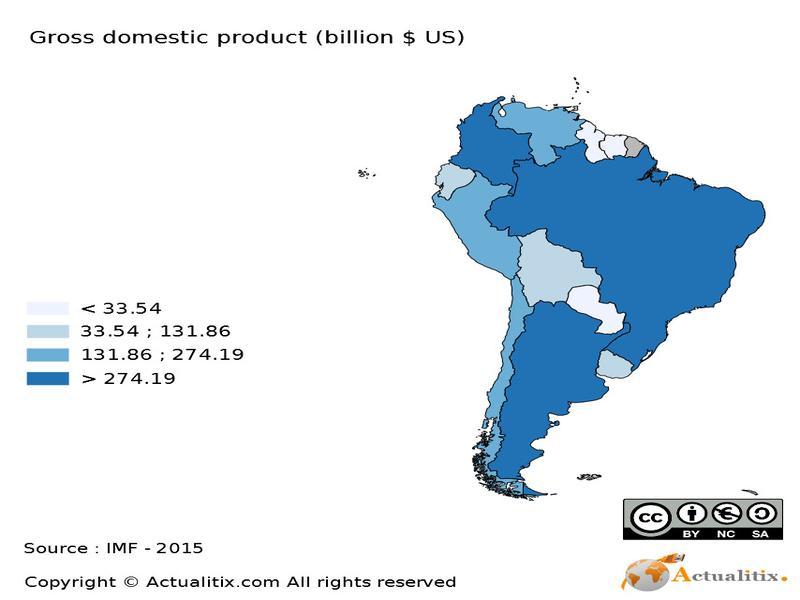 Gross domestic product (billion $ US)
< 33.54
33.54 ; 131.86
131.86 ; 274.19
> 274.19
cc
BY NC SA
Source : IMF - 2015
Copyright © Actualitix.com All rights reserved
Actualitix.